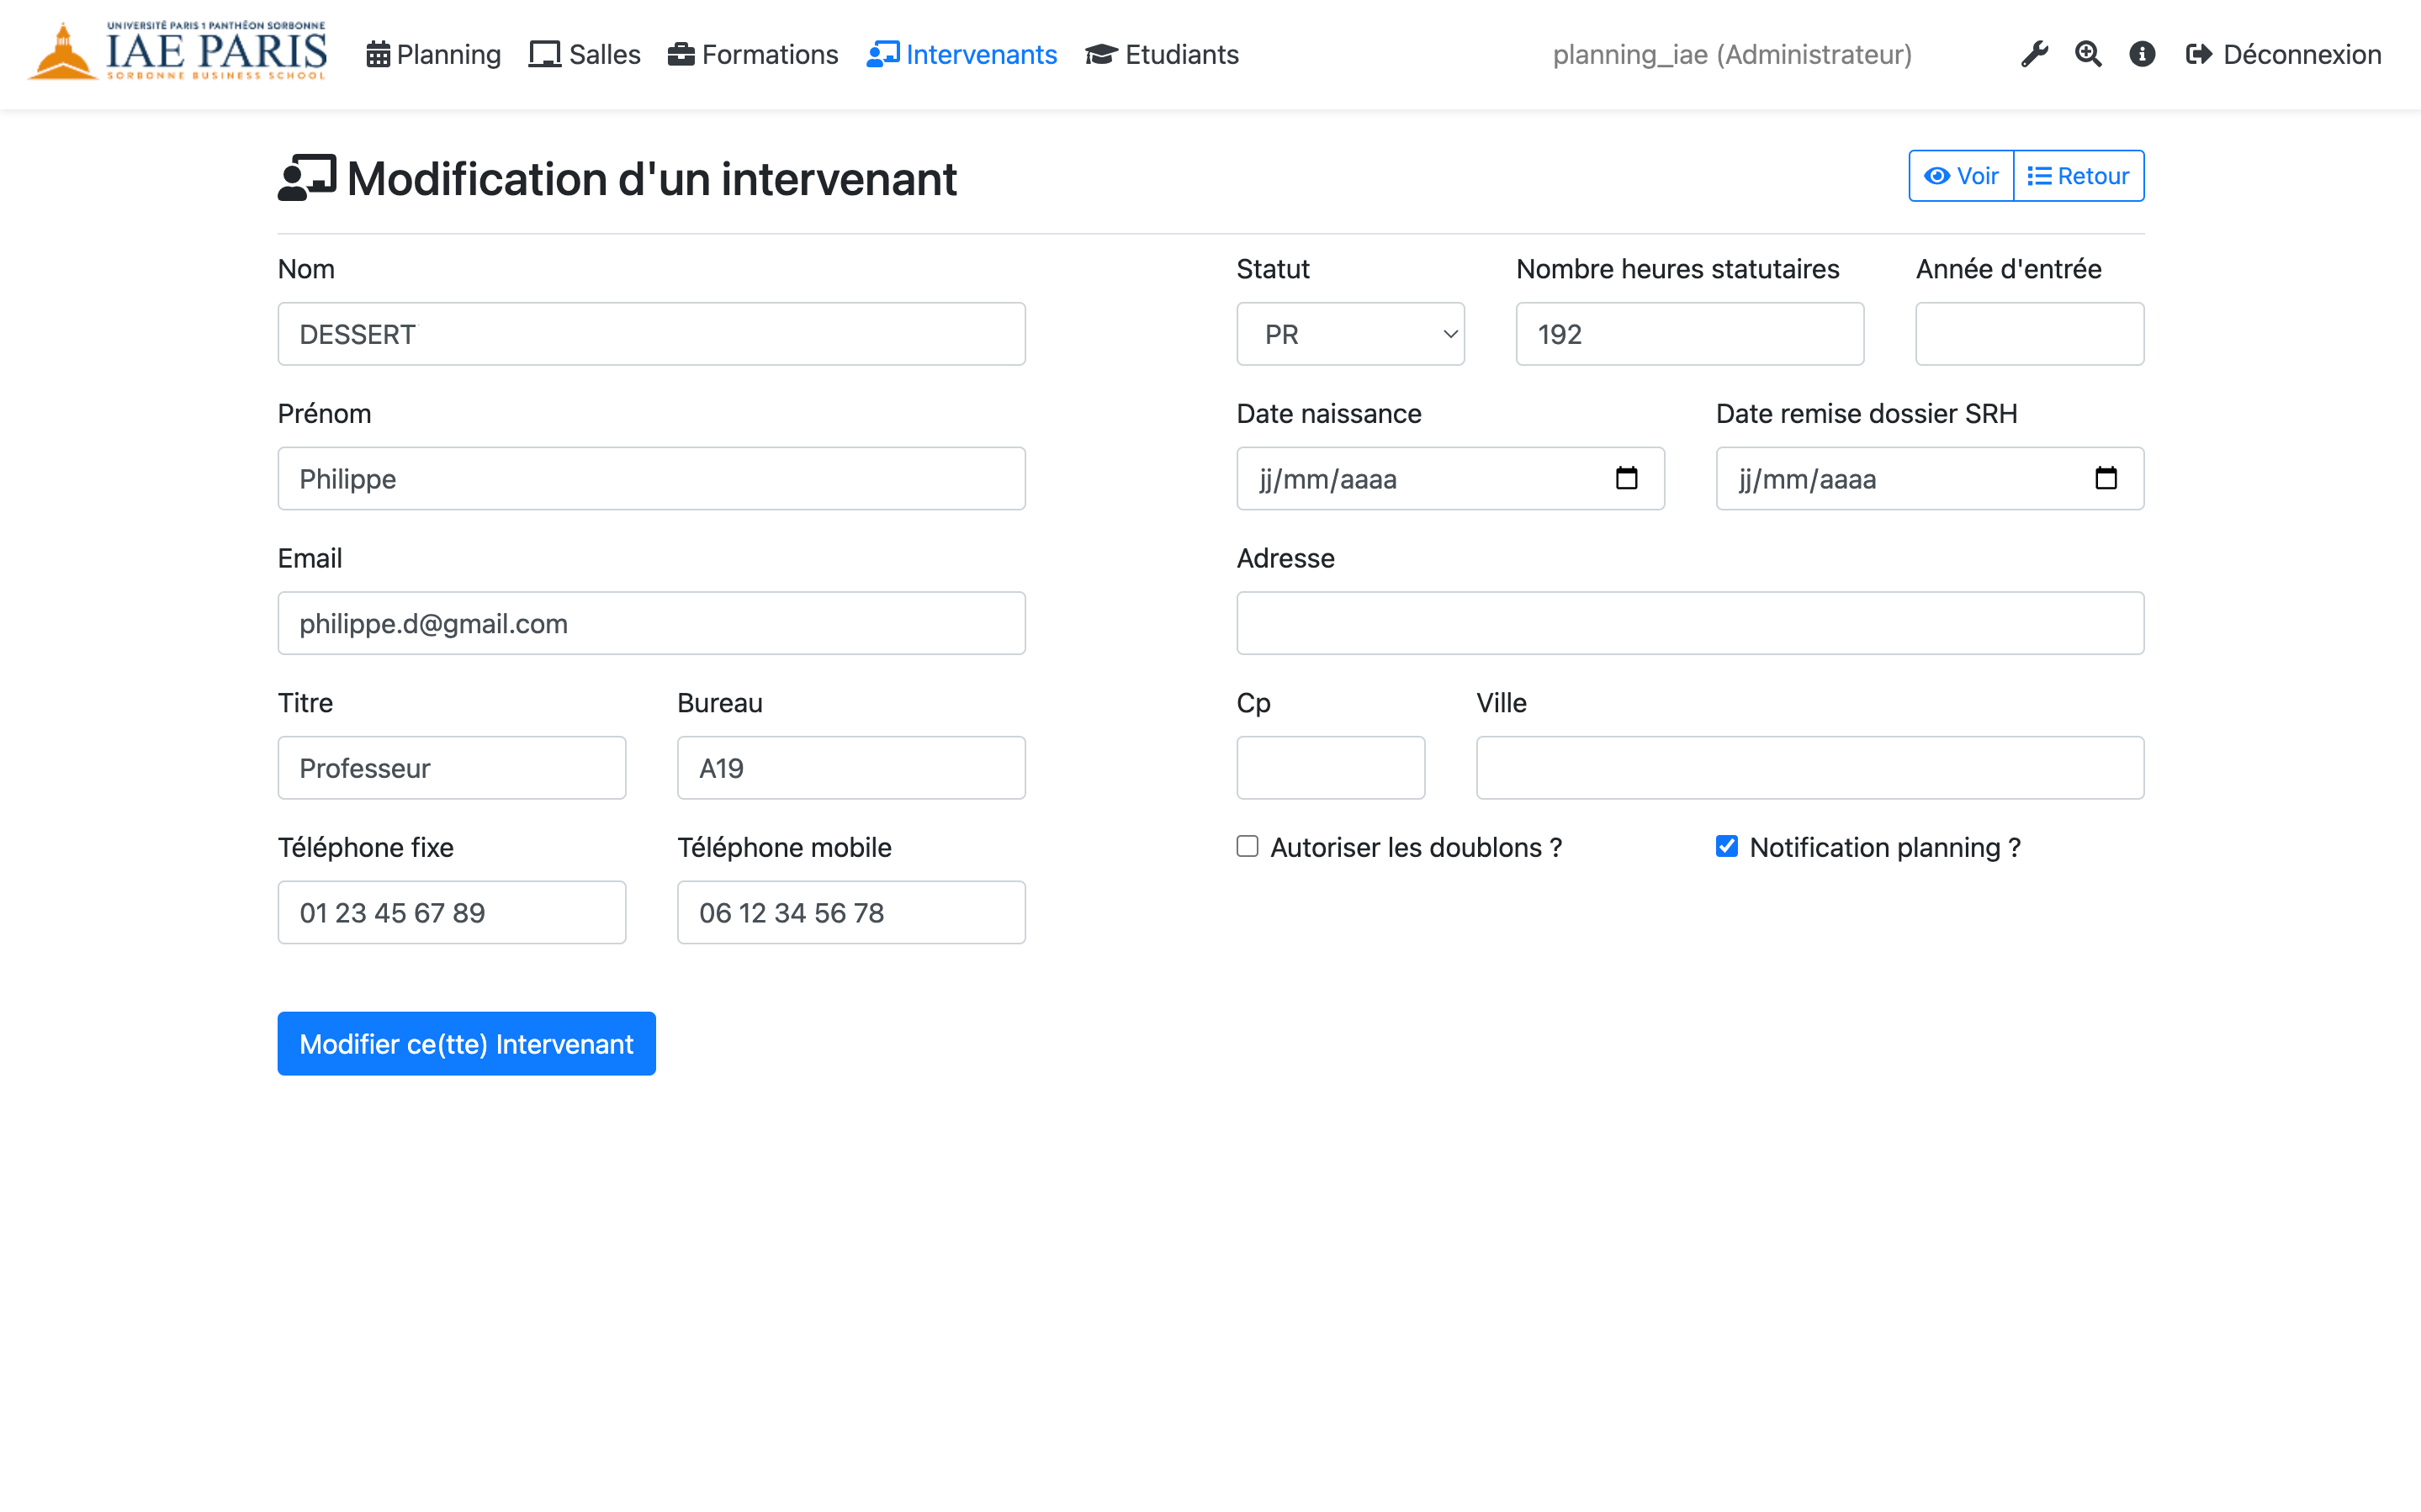 UNIVERSITÉ PARIS 1 PANTHÉON SORBONNE
IAE PARIS
SORBONNE BUSINESS SCHOOL
Planning Salles Formations Intervenants Etudiants planning_iae (Administrateur) Déconnexion
Modification d'un intervenant
Voir Retour
Nom
DESSERT
Prénom
Philippe
Email
philippe.d@gmail.com
Titre Bureau
Professeur A19
Téléphone fixe Téléphone mobile
01 23 45 67 89 06 12 34 56 78
Statut Nombre heures statutaires Année d'entrée
PR 192
Date naissance Date remise dossier SRH
jj/mm/aaaa jj/mm/aaaa
Adresse
Cp Ville
Autoriser les doublons ? Notification planning ?
Modifier ce(tte) Intervenant